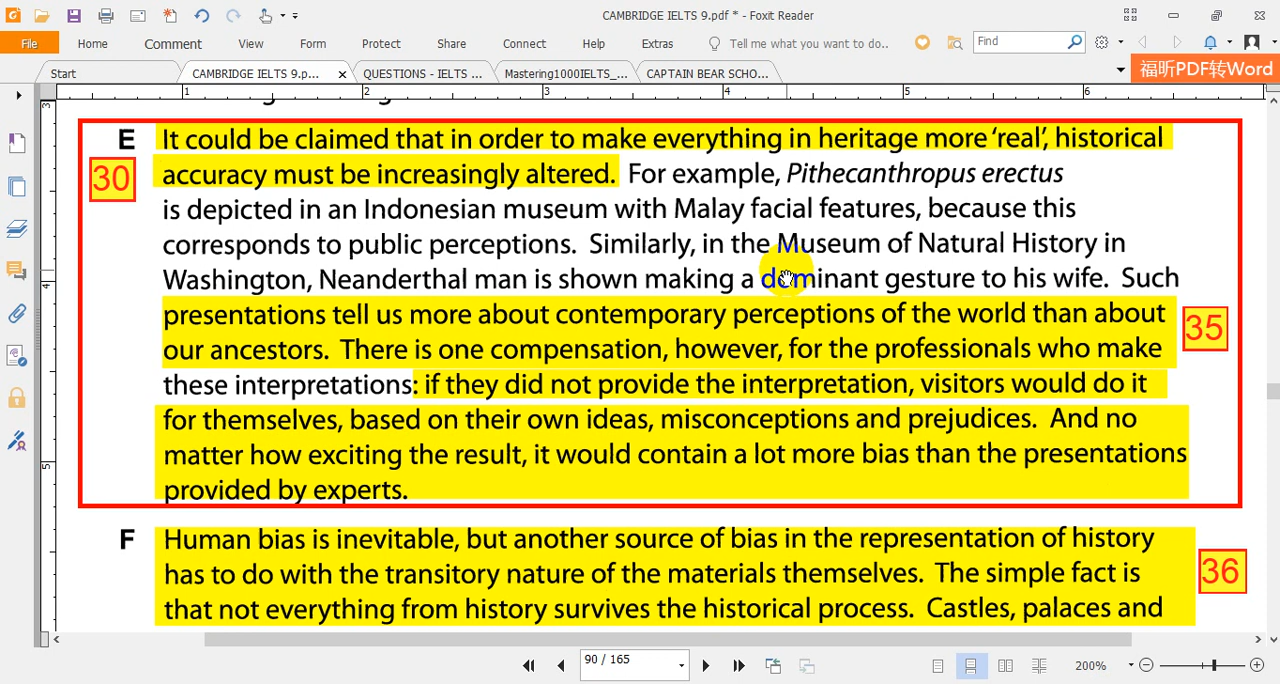 CAMBRIDGE IELTS 9.pdf * - Foxit Reader
File Home Comment View Form Protect Share Connect Help Extras Tell me what you want to do.. Find
Start CAMBRIDGE IELTS 9.p... × QUESTIONS - IELTS ... Mastering1000IELTS_... CAPTAIN BEAR SCHO... 福昕PDF转Word
1 2 3 4 5 6
E It could be claimed that in order to make everything in heritage more ‘real’, historical
30 accuracy must be increasingly altered. For example, Pithecanthropus erectus
is depicted in an Indonesian museum with Malay facial features, because this
corresponds to public perceptions. Similarly, in the Museum of Natural History in
Washington, Neanderthal man is shown making a dominant gesture to his wife. Such
presentations tell us more about contemporary perceptions of the world than about 35
our ancestors. There is one compensation, however, for the professionals who make
these interpretations: if they did not provide the interpretation, visitors would do it
for themselves, based on their own ideas, misconceptions and prejudices. And no
matter how exciting the result, it would contain a lot more bias than the presentations
provided by experts.
F Human bias is inevitable, but another source of bias in the representation of history
has to do with the transitory nature of the materials themselves. The simple fact is 36
that not everything from history survives the historical process. Castles, palaces and
90 / 165 200%